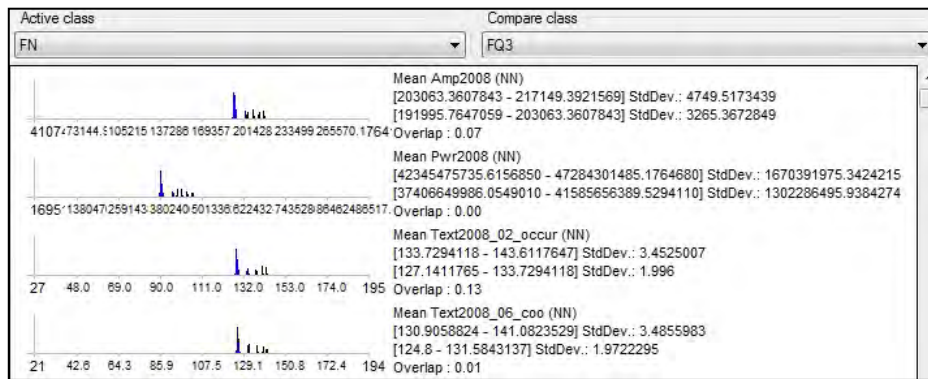 Active class
Compare class
FN
FQ3
Mean Amp2008 (NN)
[203063.3607843 - 217149.3921569] StdDev.: 4749.5173439
[191995.7647059 - 203063.3607843] StdDev.: 3265.3672849
Overlap : 0.07
137286 169357 201428 233499 265570.1764
Mean Pwr2008 (NN)
[42345475735.6156850 - 47284301485.1764680] StdDev.: 1670391975.3424215
[37406649986.0549010 - 41585656389.5294110] StdDev.: 1302286495.9384274
Overlap : 0.00
Mean Text2008_02_occur (NN)
[133.7294118 - 143.6117647] StdDev.: 3.4525007
[127.1411765 - 133.7294118] StdDev.: 1.996
27 48.0 69.0 90.0 111.0 132.0 153.0 174.0 195 Overlap : 0.13
Mean Text2008_06_coo (NN)
[130.9058824 - 141.0823529] StdDev.: 3.4855983
[124.8 - 131.5843137] StdDev.: 1.9722295
21 42.6 64.3 85.9 107.5 129.1 150.8 172.4 194 Overlap : 0.01